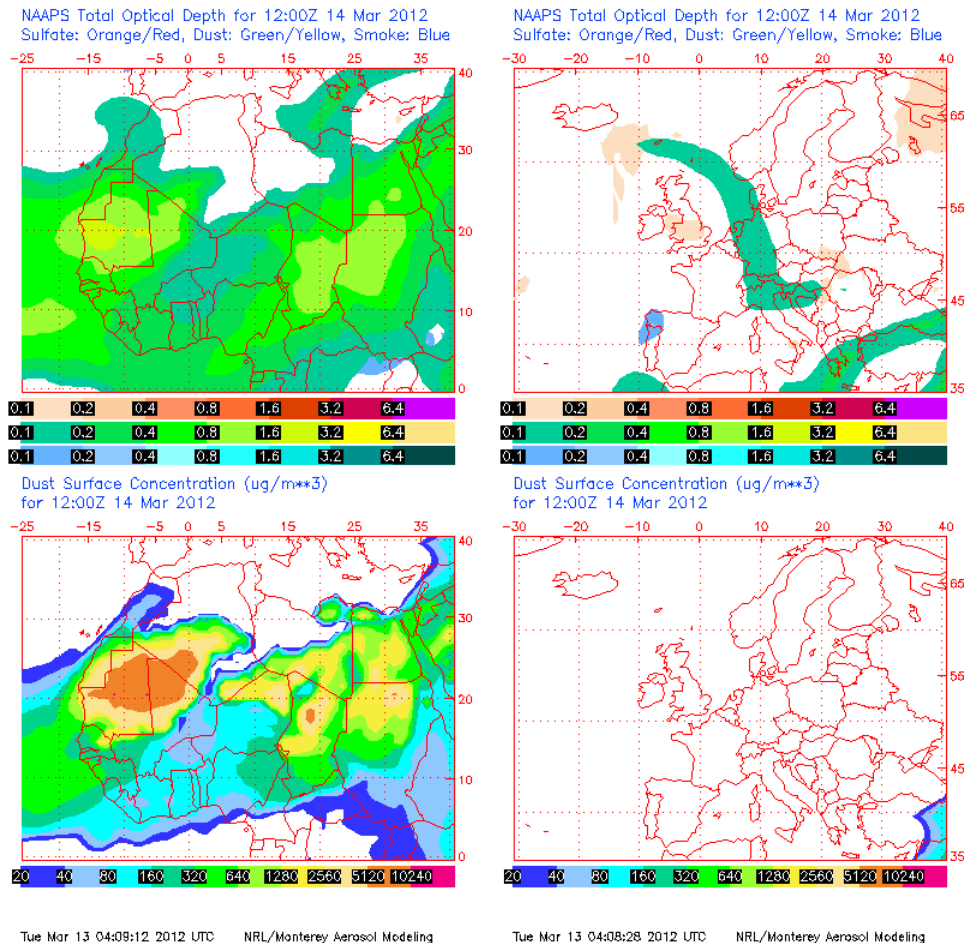 NAAPS Total Optical Depth for 12:00Z 14 Mar 2012
Sulfate: Orange/Red, Dust: Green/Yellow, Smoke: Blue
-25 -15 -5 0 5 15 25 35 40
40
30
20
10
0
0.1 0.2 0.4 0.8 1.6 3.2 6.4
0.1 0.2 0.4 0.8 1.6 3.2 6.4
0.1 0.2 0.4 0.8 1.6 3.2 6.4
NAAPS Total Optical Depth for 12:00Z 14 Mar 2012
Sulfate: Orange/Red, Dust: Green/Yellow, Smoke: Blue
-30 -20 -10 0 10 20 30 40
65
55
45
35
0.1 0.2 0.4 0.8 1.6 3.2 6.4
0.1 0.2 0.4 0.8 1.6 3.2 6.4
0.1 0.2 0.4 0.8 1.6 3.2 6.4
Dust Surface Concentration (ug/m**3)
for 12:00Z 14 Mar 2012
-25 -15 -5 0 5 15 25 35
40
30
20
10
0
20 40 80 160 320 640 1280 2560 5120 10240
Dust Surface Concentration (ug/m**3)
for 12:00Z 14 Mar 2012
-30 -20 -10 0 10 20 30 40
65
55
45
35
20 40 80 160 320 640 1280 2560 5120 10240
Tue Mar 13 04:09:12 2012 UTC NRL/Monterey Aerosol Modeling
Tue Mar 13 04:08:28 2012 UTC NRL/Monterey Aerosol Modeling